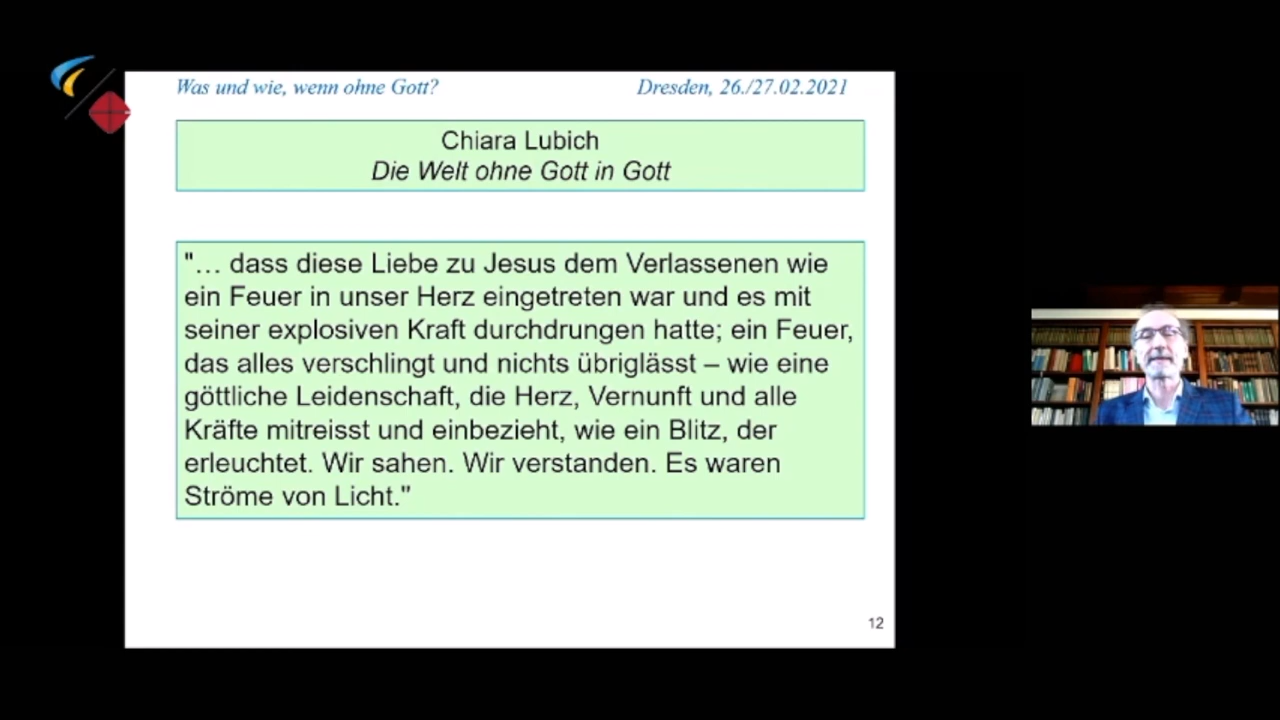 Was und wie, wenn ohne Gott?
Dresden, 26./27.02.2021
Chiara Lubich
Die Welt ohne Gott in Gott
"... dass diese Liebe zu Jesus dem Verlassenen wie
ein Feuer in unser Herz eingetreten war und es mit
seiner explosiven Kraft durchdrungen hatte; ein Feuer,
das alles verschlingt und nichts übriglässt – wie eine
göttliche Leidenschaft, die Herz, Vernunft und alle
Kräfte mitreisst und einbezieht, wie ein Blitz, der
erleuchtet. Wir sahen. Wir verstanden. Es waren
Ströme von Licht."
12